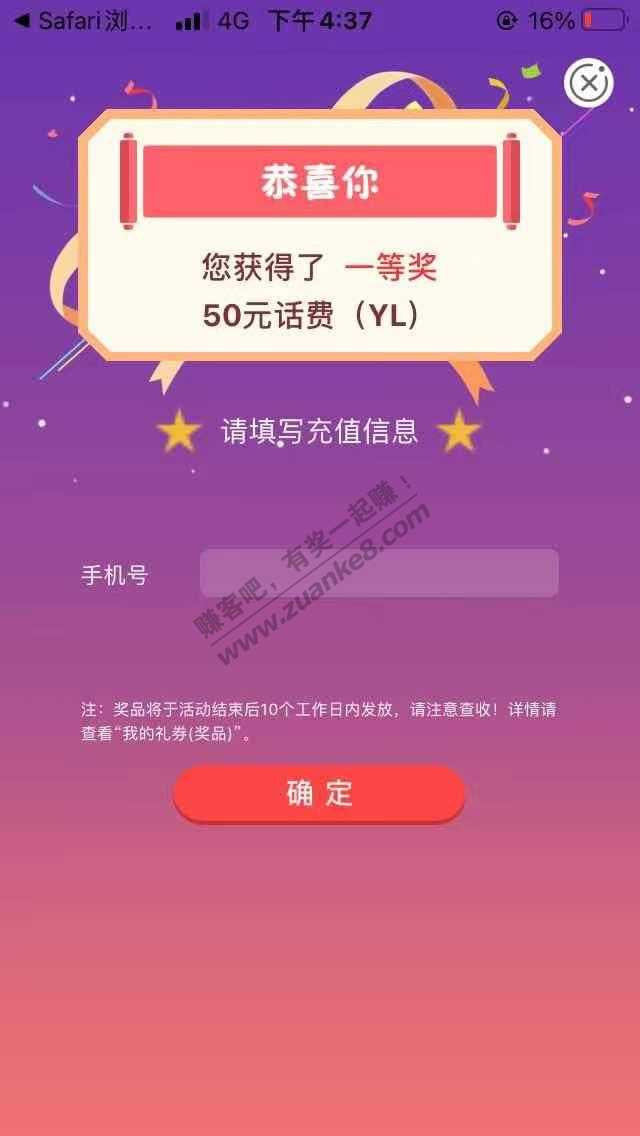 Safari浏... 4G 下午4:37 16%
恭喜你
您获得了 一等奖
50元话费（YL）
请填写充值信息
手机号
赚客吧，有奖一起赚！
www.zuanke8.com
注：奖品将于活动结束后10个工作日内发放，请注意查收！详情请
查看“我的礼券(奖品)”。
确定